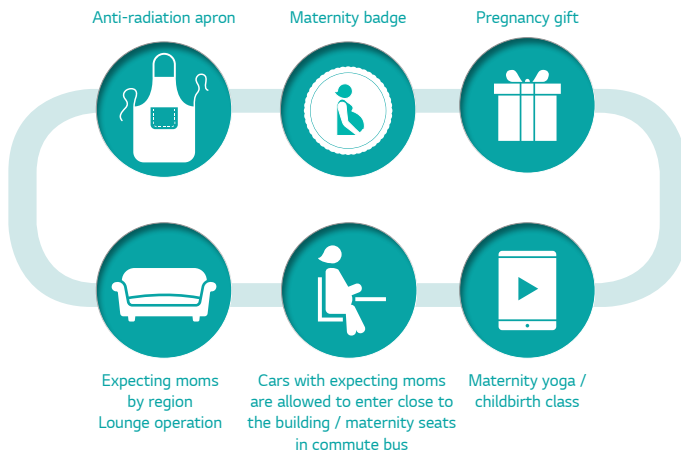 Anti-radiation apron
Maternity badge
Pregnancy gift
Expecting moms
by region
Lounge operation
Cars with expecting moms
are allowed to enter close to
the building / maternity seats
in commute bus
Maternity yoga /
childbirth class